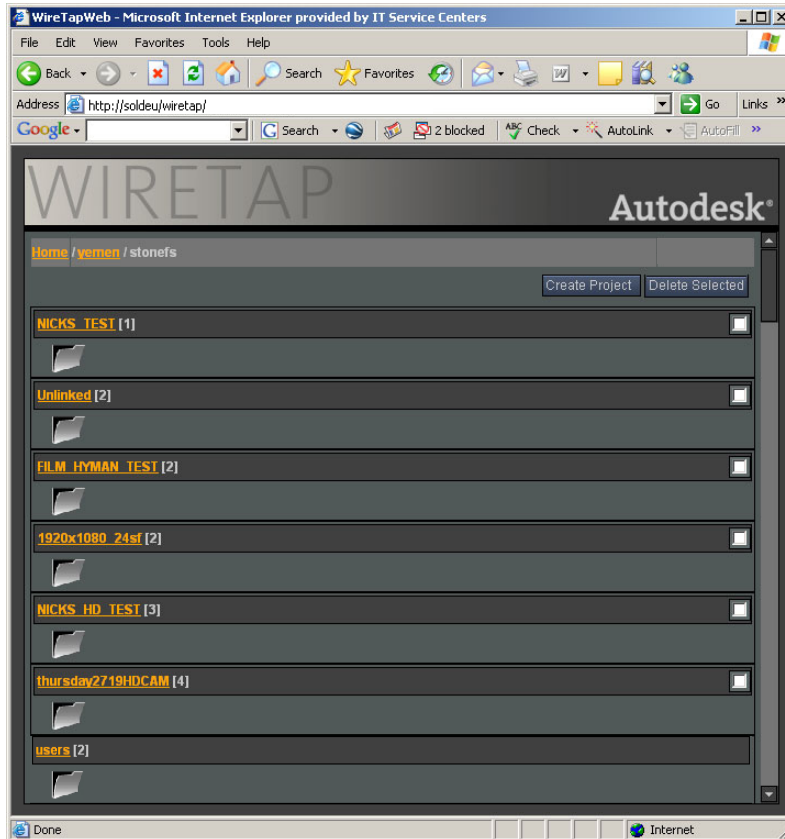 WireTapWeb - Microsoft Internet Explorer provided by IT Service Centers
File Edit View Favorites Tools Help
Back Search Favorites
Address http://soldeu/wiretap/ Go Links »
Google Search 2 blocked ABC Check AutoLink AutoFill »
WIRETAP Autodesk®
Home / yemen / stonefs
Create Project Delete Selected
NICKS_TEST [1]
Unlinked [2]
FILM_HYMAN_TEST [2]
1920x1080_24sf [2]
NICKS_HD_TEST [3]
thursday2719HDCAM [4]
users [2]
Done Internet